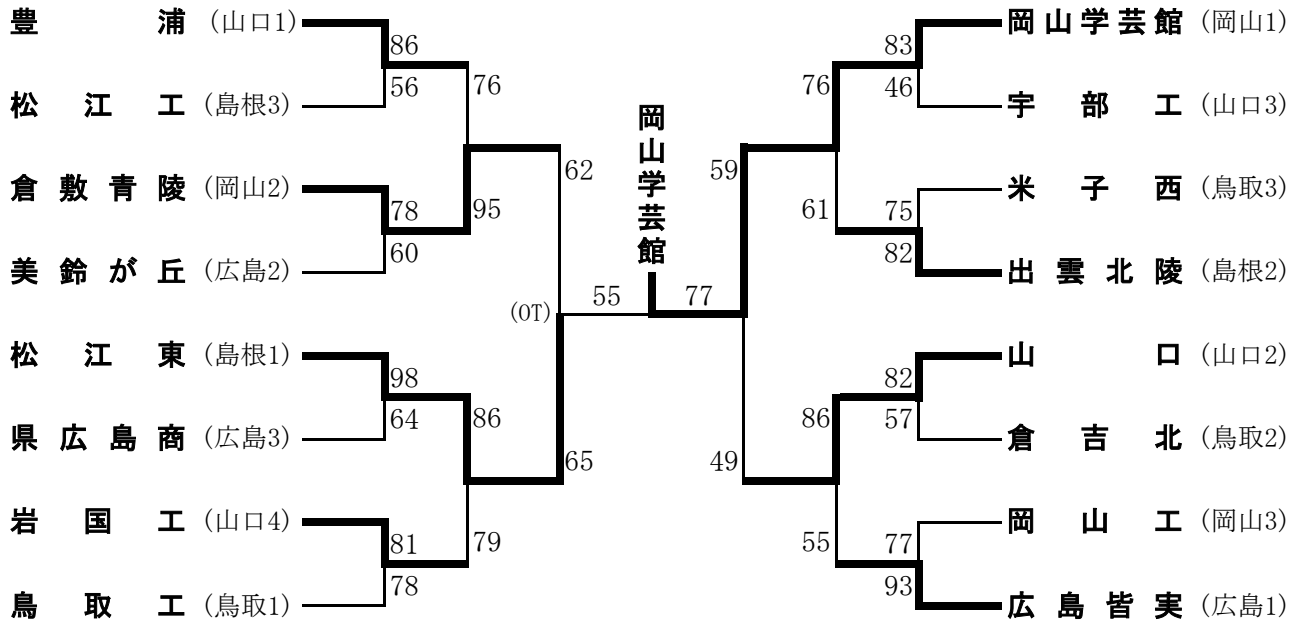 豊浦 (山口1)
86
56
松江工 (島根3)
76
倉敷青陵 (岡山2)
78
60
95
美鈴が丘 (広島2)
62
(OT)
松江東 (島根1)
98
64
県広島商 (広島3)
86
65
岩国工 (山口4)
81
78
79
鳥取工 (鳥取1)
55
岡山学芸館
77
岡山学芸館 (岡山1)
83
46
76
宇部工 (山口3)
59
米子西 (鳥取3)
61
75
82
出雲北陵 (島根2)
山口 (山口2)
82
57
86
倉吉北 (鳥取2)
49
岡山工 (岡山3)
55
77
93
広島皆実 (広島1)